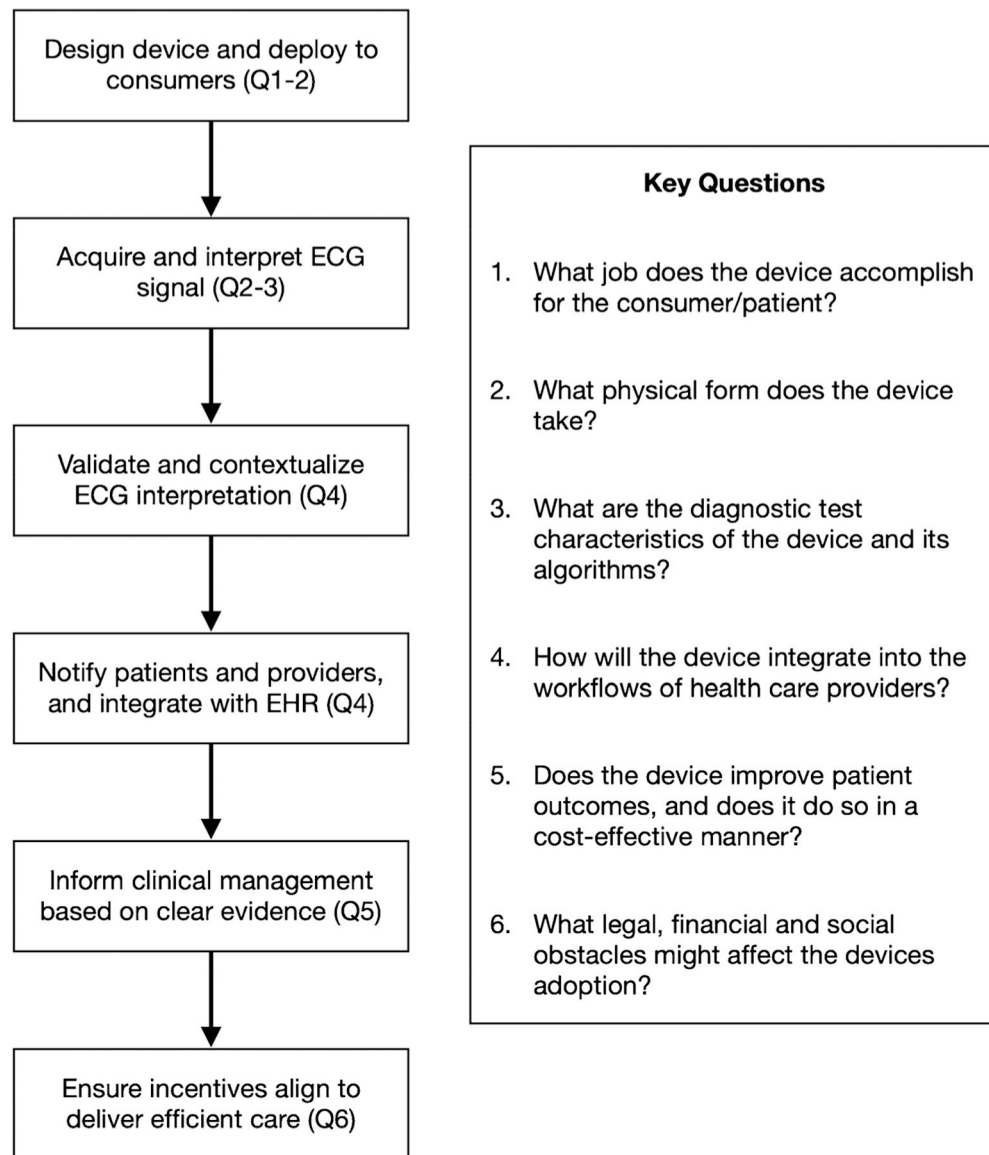 Design device and deploy to
consumers (Q1-2)
Acquire and interpret ECG
signal (Q2-3)
Validate and contextualize
ECG interpretation (Q4)
Notify patients and providers,
and integrate with EHR (Q4)
Inform clinical management
based on clear evidence (Q5)
Ensure incentives align to
deliver efficient care (Q6)
Key Questions
1. What job does the device accomplish
for the consumer/patient?
2. What physical form does the device
take?
3. What are the diagnostic test
characteristics of the device and its
algorithms?
4. How will the device integrate into the
workflows of health care providers?
5. Does the device improve patient
outcomes, and does it do so in a
cost-effective manner?
6. What legal, financial and social
obstacles might affect the devices
adoption?